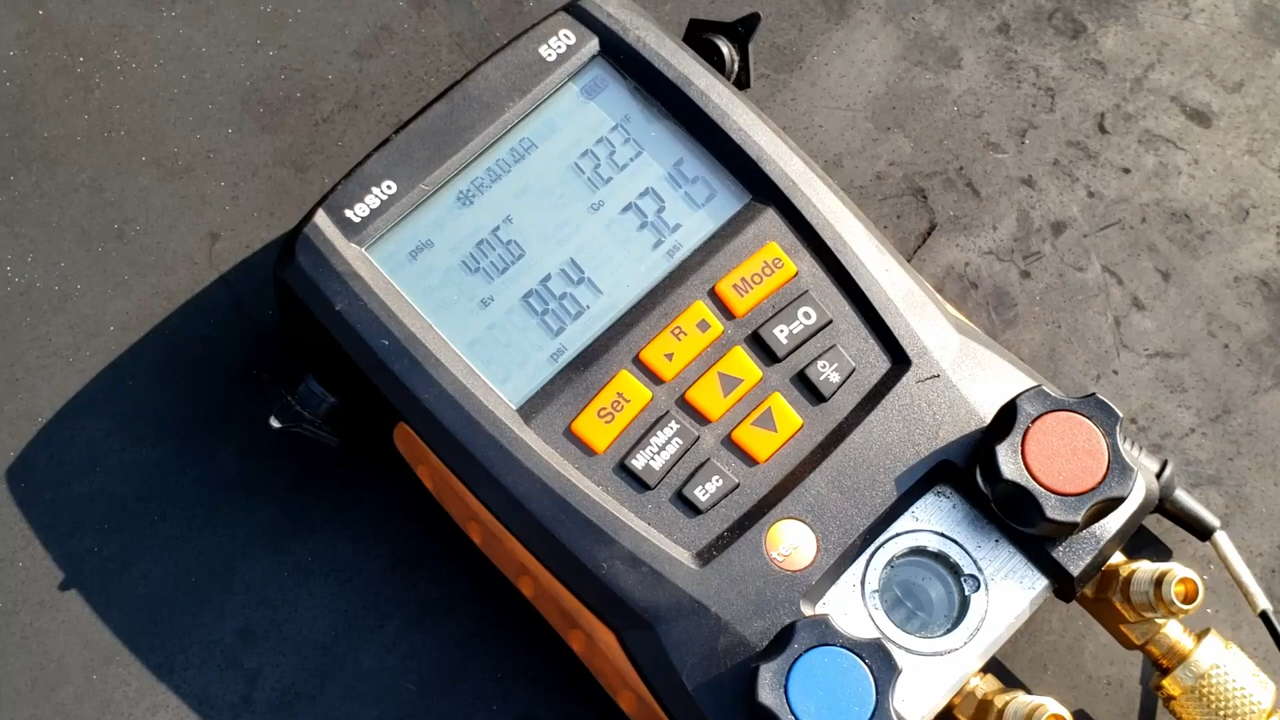 550
testo
R404A
psig
40.6 °F
122.3 °F
Ev
Co
86.4
321.5
psi
psi
Set
R
Mode
Min/Max
Mean
P=0
Esc